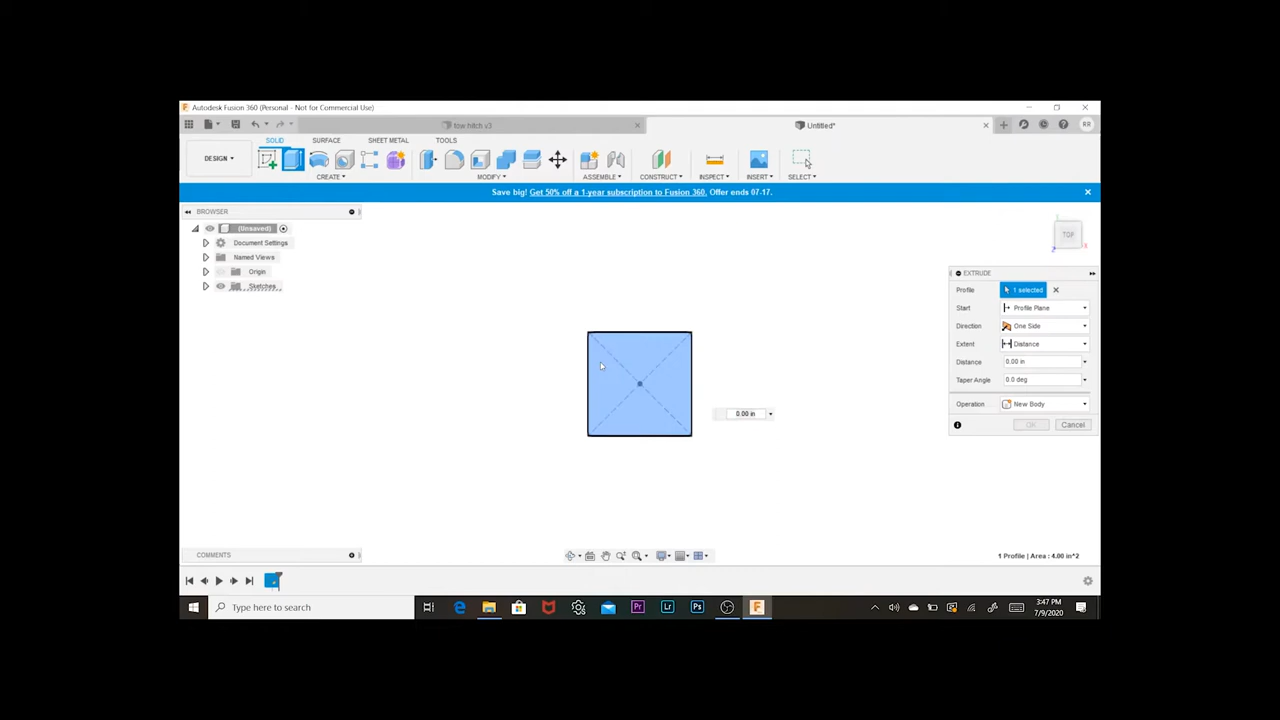 Autodesk Fusion 360 (Personal - Not for Commercial Use)
tow hitch v3
Untitled*
RR
SOLID SURFACE SHEET METAL TOOLS
DESIGN
CREATE MODIFY ASSEMBLE CONSTRUCT INSPECT INSERT SELECT
Save big! Get 50% off a 1-year subscription to Fusion 360. Offer ends 07-17.
BROWSER
(Unsaved)
Document Settings
Named Views
Origin
Sketches
TOP
Z
X
EXTRUDE
Profile 1 selected
Start Profile Plane
Direction One Side
Extent Distance
Distance 0.00 in
Taper Angle 0.0 deg
Operation New Body
OK Cancel
0.00 in
COMMENTS
1 Profile | Area : 4.00 in^2
Type here to search
Pr
Lr
Ps
3:47 PM
7/9/2020